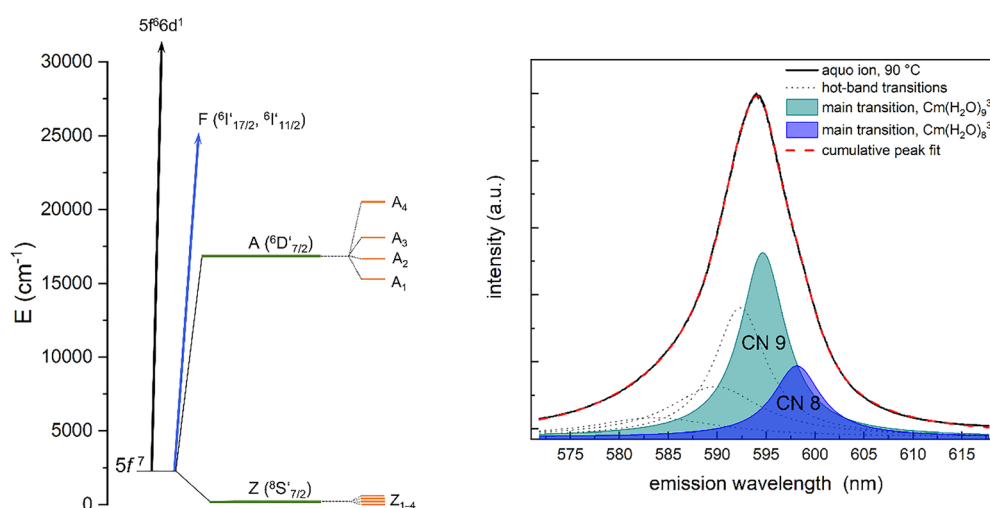 5f⁶6d¹
30000
F (⁶I‘₁₇/₂, ⁶I‘₁₁/₂)
25000
20000
A₄
A (⁶D‘₇/₂)
A₃
A₂
A₁
15000
E (cm⁻¹)
10000
5000
5f ⁷
Z (⁸S‘₇/₂)
Z₁₋₄
0
aquo ion, 90 °C
hot-band transitions
main transition, Cm(H₂O)₉³
main transition, Cm(H₂O)₈³
cumulative peak fit
intensity (a.u.)
CN 9
CN 8
575 580 585 590 595 600 605 610 615
emission wavelength (nm)